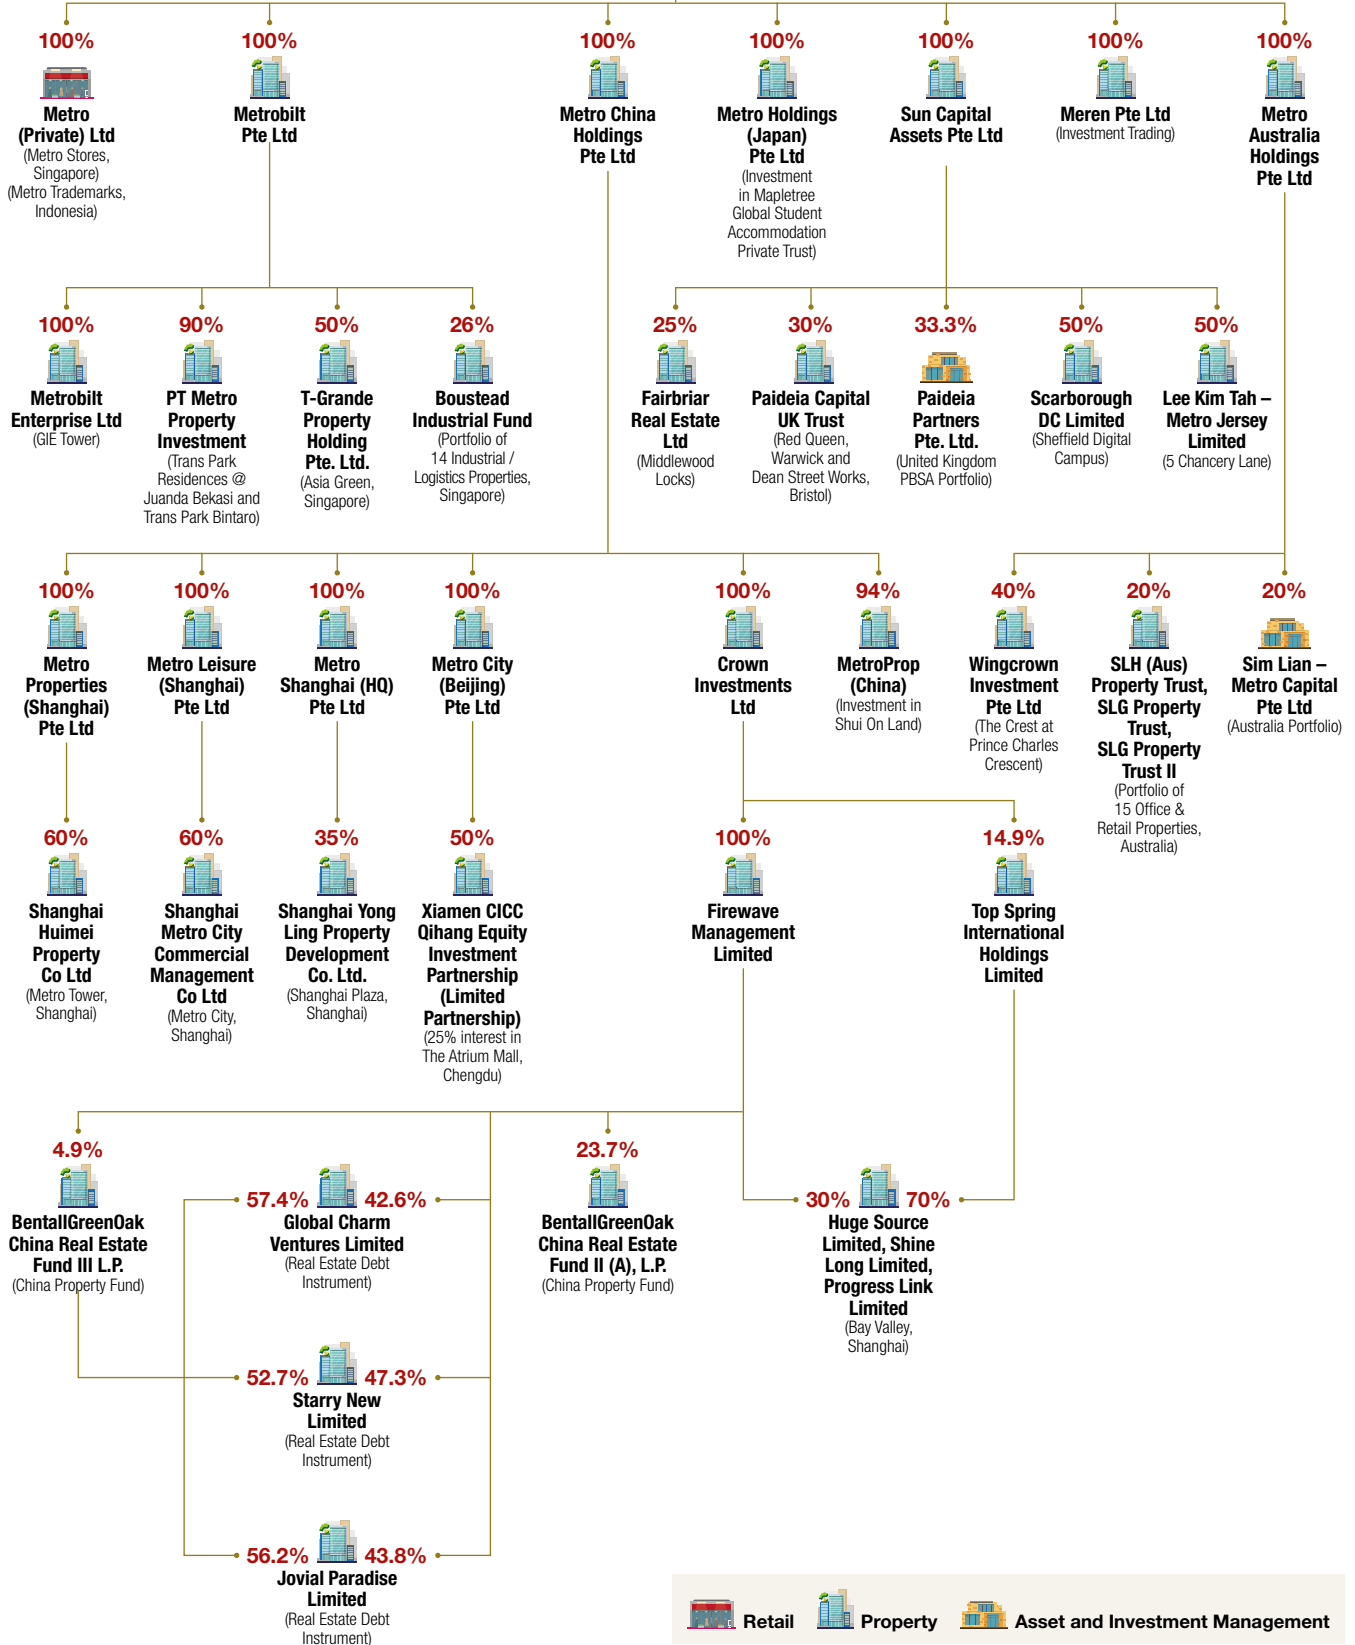 100%
Metro
(Private) Ltd
(Metro Stores,
Singapore)
(Metro Trademarks,
Indonesia)
100%
Metrobilt
Pte Ltd
100%
Metro China
Holdings
Pte Ltd
100%
Metro Holdings
(Japan)
Pte Ltd
(Investment
in Mapletree
Global Student
Accommodation
Private Trust)
100%
Sun Capital
Assets Pte Ltd
100%
Meren Pte Ltd
(Investment Trading)
100%
Metro
Australia
Holdings
Pte Ltd
100%
Metrobilt
Enterprise Ltd
(GIE Tower)
90%
PT Metro
Property
Investment
(Trans Park
Residences @
Juanda Bekasi and
Trans Park Bintaro)
50%
T-Grande
Property
Holding
Pte. Ltd.
(Asia Green,
Singapore)
26%
Boustead
Industrial Fund
(Portfolio of
14 Industrial /
Logistics Properties,
Singapore)
25%
Fairbriar
Real Estate
Ltd
(Middlewood
Locks)
30%
Paideia Capital
UK Trust
(Red Queen,
Warwick and
Dean Street Works,
Bristol)
33.3%
Paideia
Partners
Pte. Ltd.
(United Kingdom
PBSA Portfolio)
50%
Scarborough
DC Limited
(Sheffield Digital
Campus)
50%
Lee Kim Tah –
Metro Jersey
Limited
(5 Chancery Lane)
100%
Metro
Properties
(Shanghai)
Pte Ltd
100%
Metro Leisure
(Shanghai)
Pte Ltd
100%
Metro
Shanghai (HQ)
Pte Ltd
100%
Metro City
(Beijing)
Pte Ltd
100%
Crown
Investments
Ltd
94%
MetroProp
(China)
(Investment in
Shui On Land)
40%
Wingcrown
Investment
Pte Ltd
(The Crest at
Prince Charles
Crescent)
20%
SLH (Aus)
Property Trust,
SLG Property
Trust,
SLG Property
Trust II
(Portfolio of
15 Office &
Retail Properties,
Australia)
20%
Sim Lian –
Metro Capital
Pte Ltd
(Australia Portfolio)
60%
Shanghai
Huimei
Property
Co Ltd
(Metro Tower,
Shanghai)
60%
Shanghai
Metro City
Commercial
Management
Co Ltd
(Metro City,
Shanghai)
35%
Shanghai Yong
Ling Property
Development
Co. Ltd.
(Shanghai Plaza,
Shanghai)
50%
Xiamen CICC
Qihang Equity
Investment
Partnership
(Limited
Partnership)
(25% interest in
The Atrium Mall,
Chengdu)
100%
Firewave
Management
Limited
14.9%
Top Spring
International
Holdings
Limited
4.9%
BentallGreenOak
China Real Estate
Fund III L.P.
(China Property Fund)
57.4% 42.6%
Global Charm
Ventures Limited
(Real Estate Debt
Instrument)
23.7%
BentallGreenOak
China Real Estate
Fund II (A), L.P.
(China Property Fund)
30% 70%
Huge Source
Limited, Shine
Long Limited,
Progress Link
Limited
(Bay Valley,
Shanghai)
52.7% 47.3%
Starry New
Limited
(Real Estate Debt
Instrument)
56.2% 43.8%
Jovial Paradise
Limited
(Real Estate Debt
Instrument)
Retail Property Asset and Investment Management